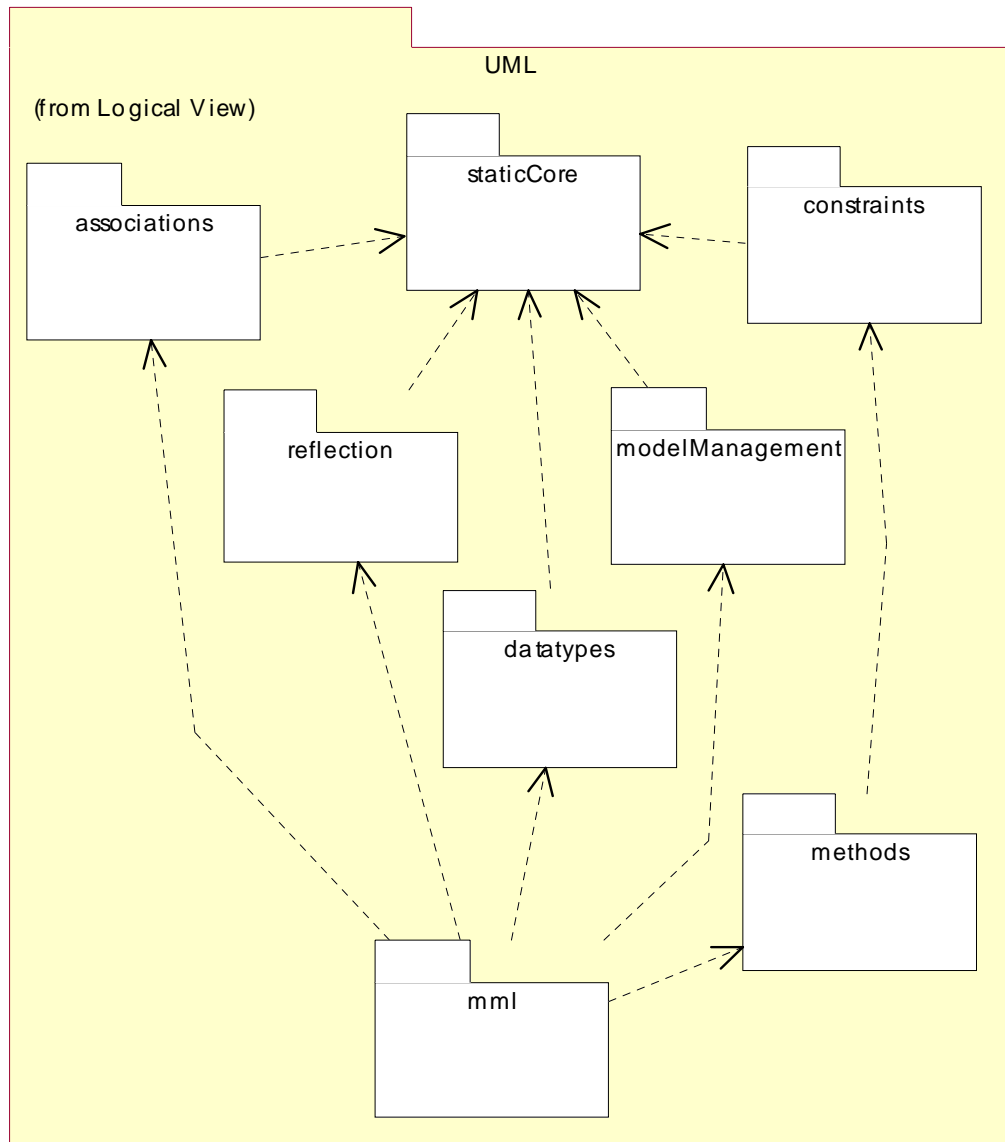 UML
(from Logical View)
staticCore
constraints
associations
reflection
modelManagement
datatypes
methods
mml